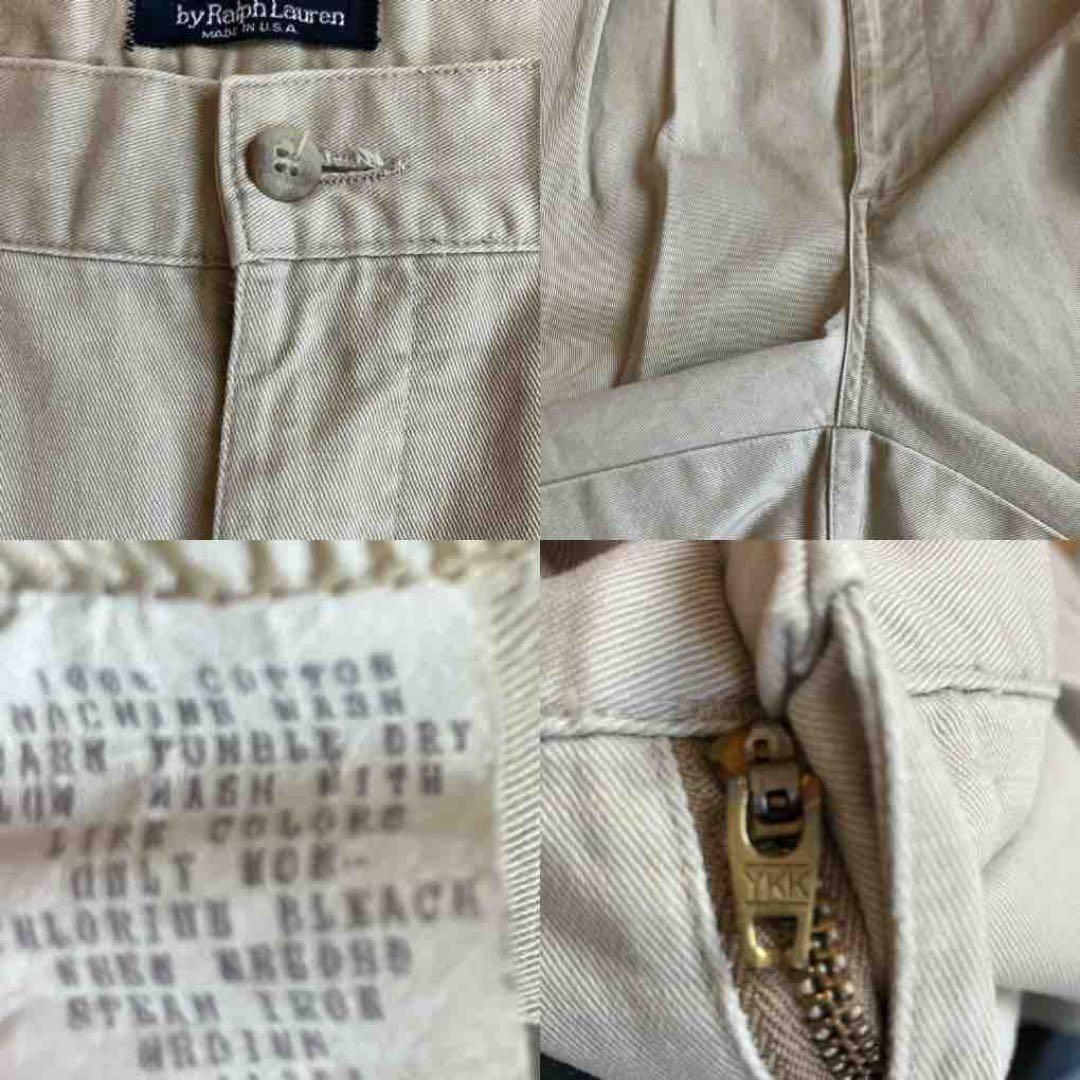 by Ralph Lauren
MADE IN U.S.A.
100% COTTON
MACHINE WASH
WARM TUMBLE DRY
LOW WASH WITH
LIKE COLORS
ONLY NON-
CHLORINE BLEACH
WHEN NEEDED
STEAM IRON
MEDIUM
YKK